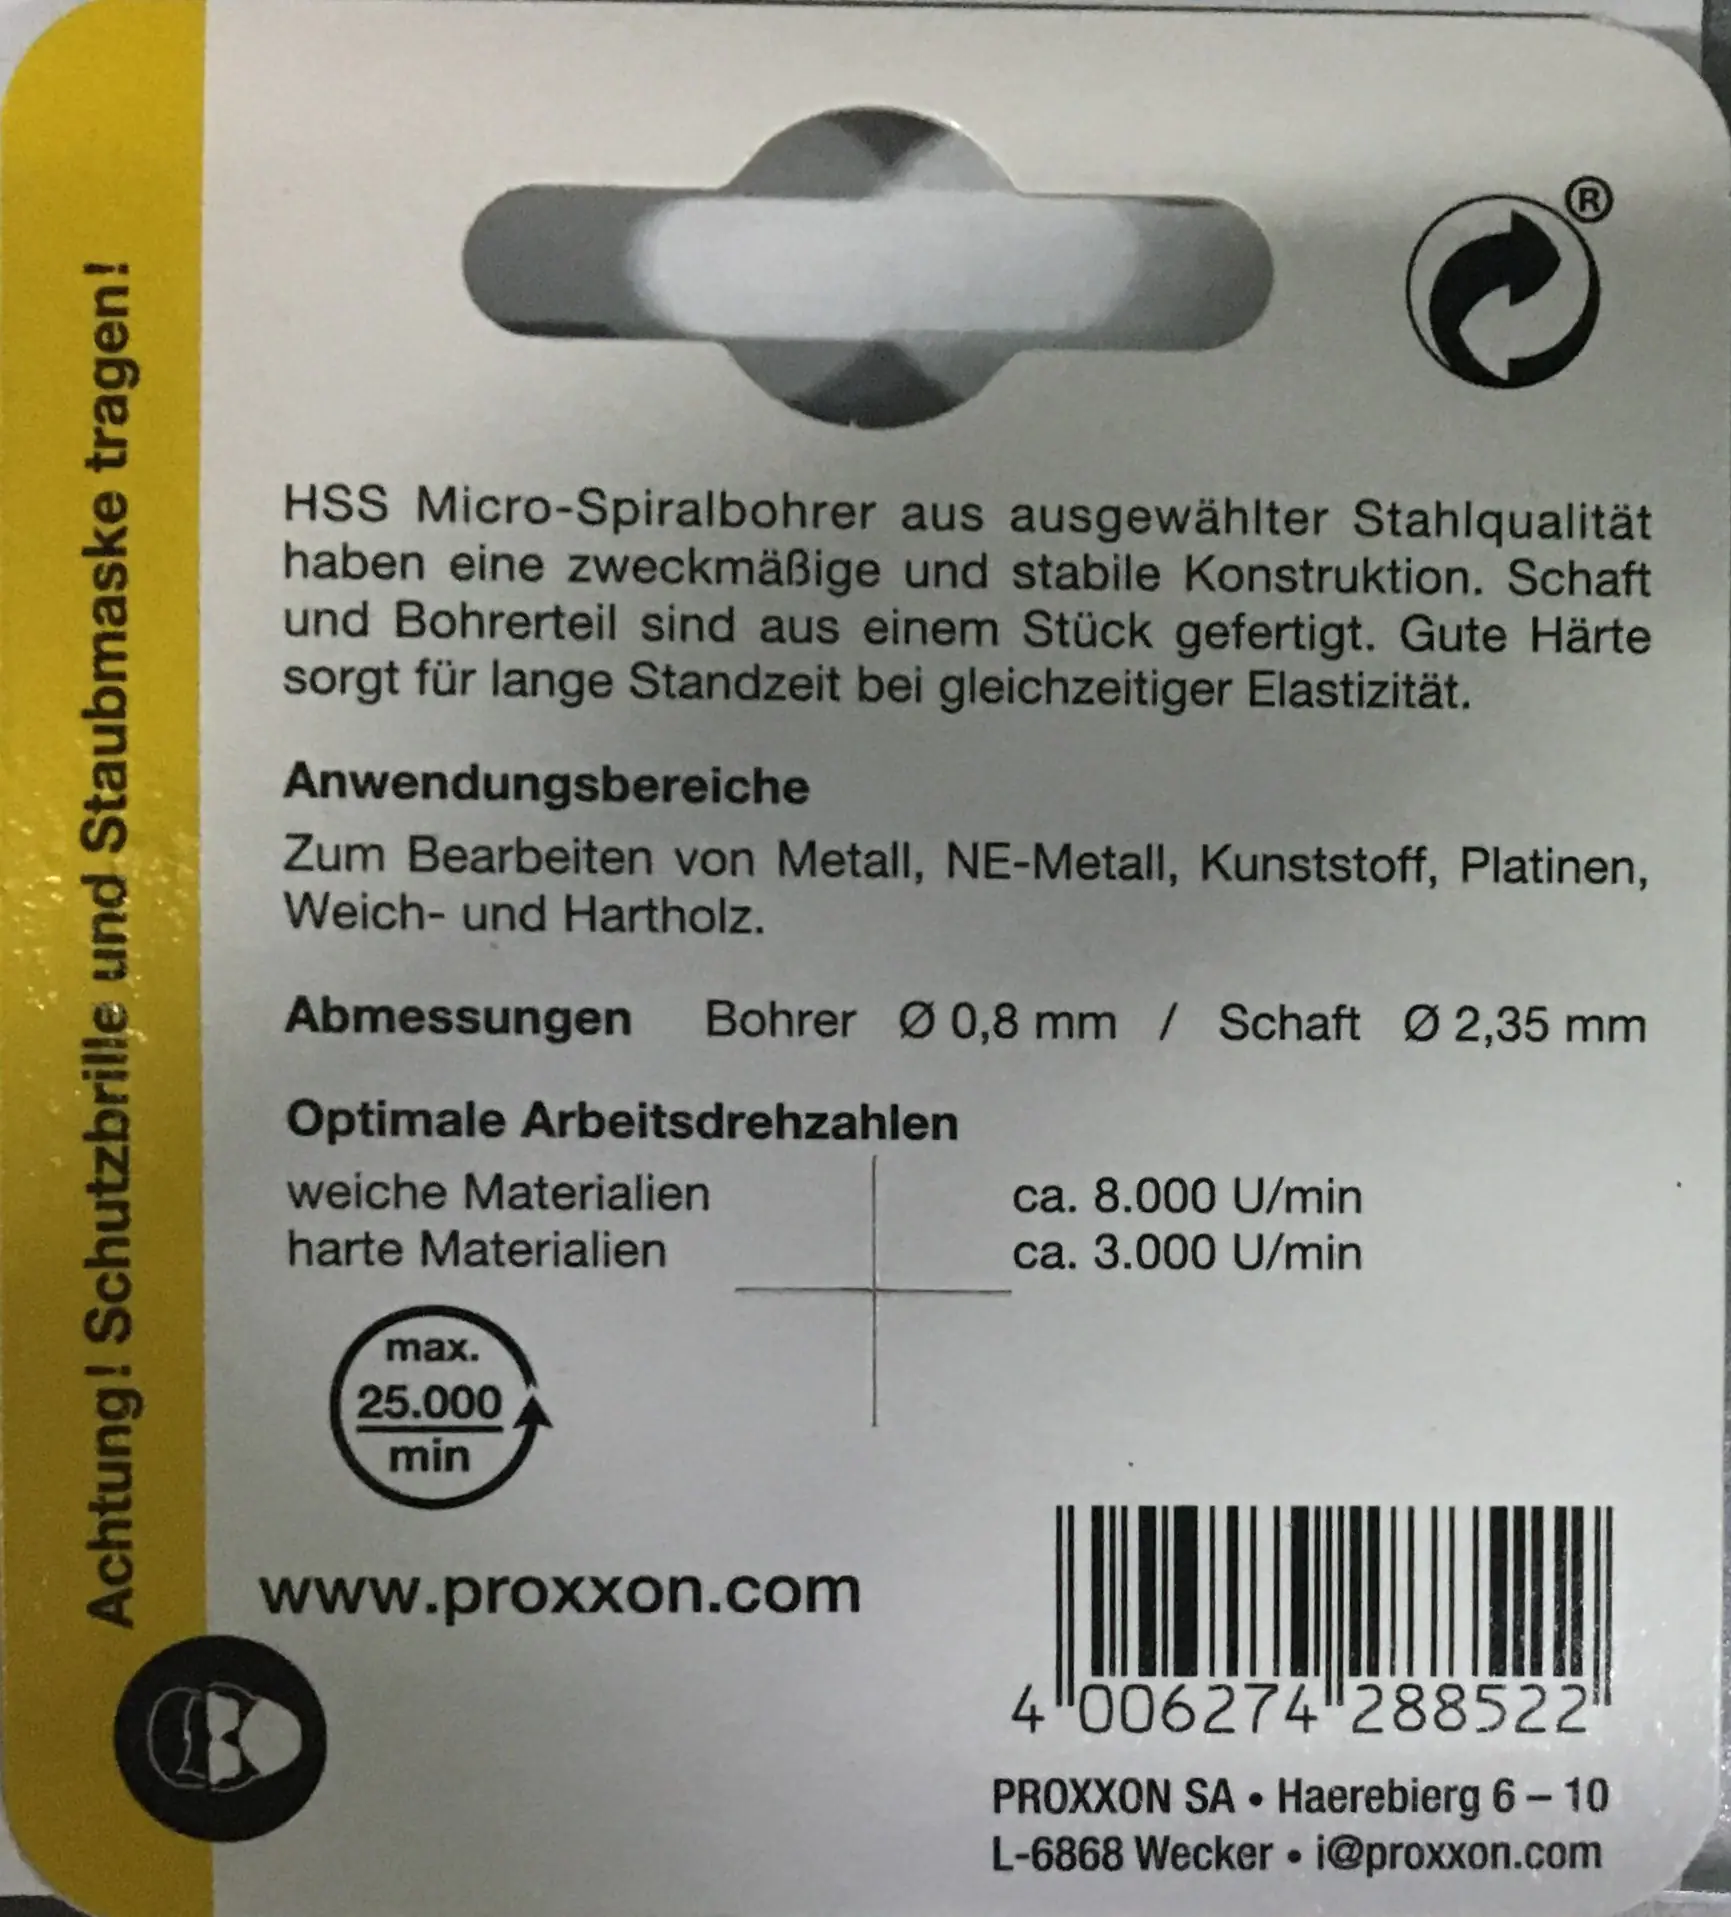 Achtung! Schutzbrille und Staubmaske tragen!
®
HSS Micro-Spiralbohrer aus ausgewählter Stahlqualität
haben eine zweckmäßige und stabile Konstruktion. Schaft
und Bohrerteil sind aus einem Stück gefertigt. Gute Härte
sorgt für lange Standzeit bei gleichzeitiger Elastizität.
Anwendungsbereiche
Zum Bearbeiten von Metall, NE-Metall, Kunststoff, Platinen,
Weich- und Hartholz.
Abmessungen Bohrer Ø 0,8 mm / Schaft Ø 2,35 mm
Optimale Arbeitsdrehzahlen
weiche Materialien ca. 8.000 U/min
harte Materialien ca. 3.000 U/min
max.
25.000
min
www.proxxon.com
4 006274 288522
PROXXON SA • Haerebierg 6 – 10
L-6868 Wecker • i@proxxon.com